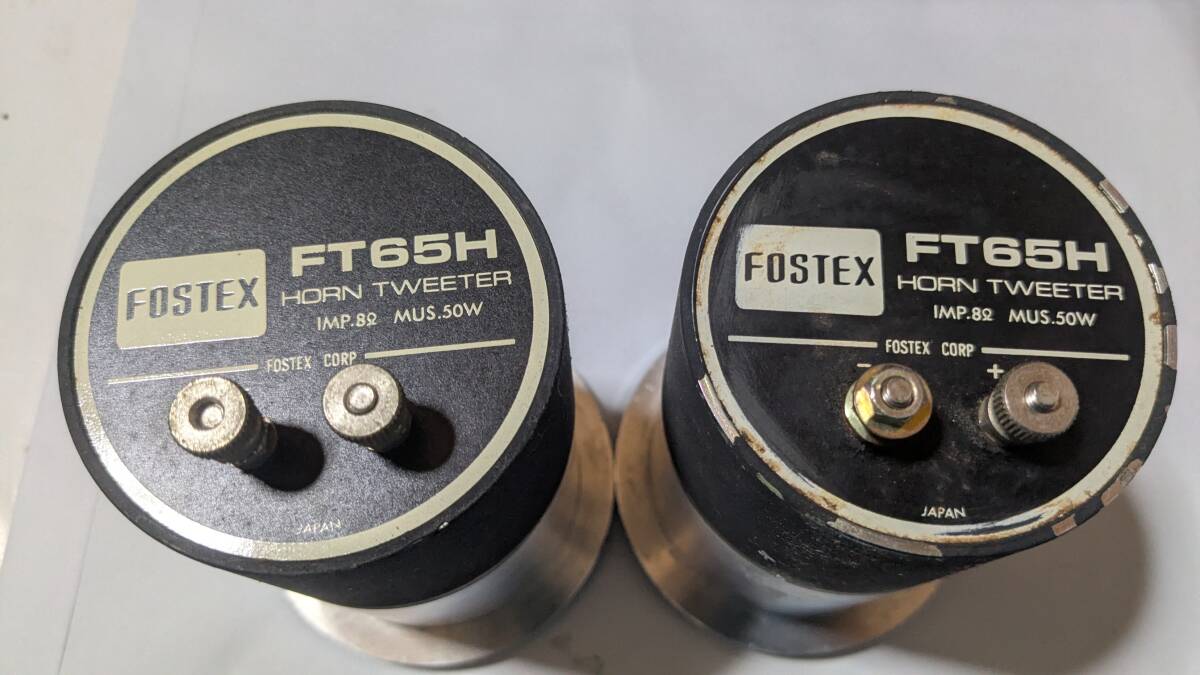 FOSTEX
FT65H
HORN TWEETER
IMP.8Ω MUS.50W
FOSTEX CORP
JAPAN
FOSTEX
FT65H
HORN TWEETER
IMP.8Ω MUS.50W
FOSTEX CORP
- +
JAPAN